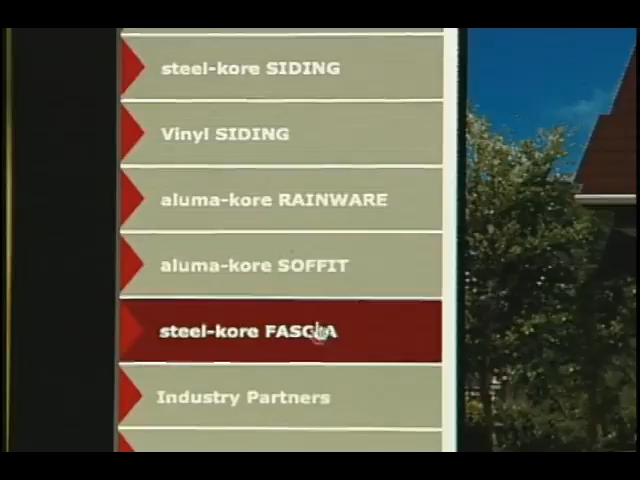 steel-kore SIDING
Vinyl SIDING
aluma-kore RAINWARE
aluma-kore SOFFIT
steel-kore FASCIA
Industry Partners